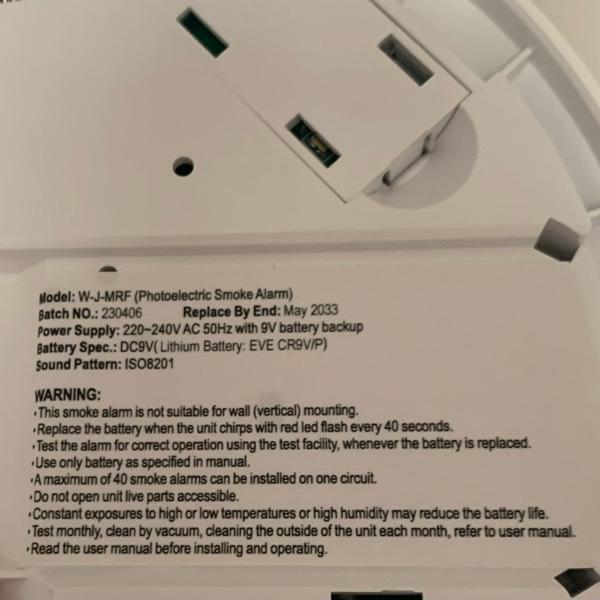 Model: W-J-MRF (Photoelectric Smoke Alarm)
Batch NO.: 230406 Replace By End: May 2033
Power Supply: 220~240V AC 50Hz with 9V battery backup
Battery Spec.: DC9V( Lithium Battery: EVE CR9V/P)
Sound Pattern: ISO8201
WARNING:
·This smoke alarm is not suitable for wall (vertical) mounting.
·Replace the battery when the unit chirps with red led flash every 40 seconds.
·Test the alarm for correct operation using the test facility, whenever the battery is replaced.
·Use only battery as specified in manual.
·A maximum of 40 smoke alarms can be installed on one circuit.
·Do not open unit live parts accessible.
·Constant exposures to high or low temperatures or high humidity may reduce the battery life.
·Test monthly, clean by vacuum, cleaning the outside of the unit each month, refer to user manual.
·Read the user manual before installing and operating.